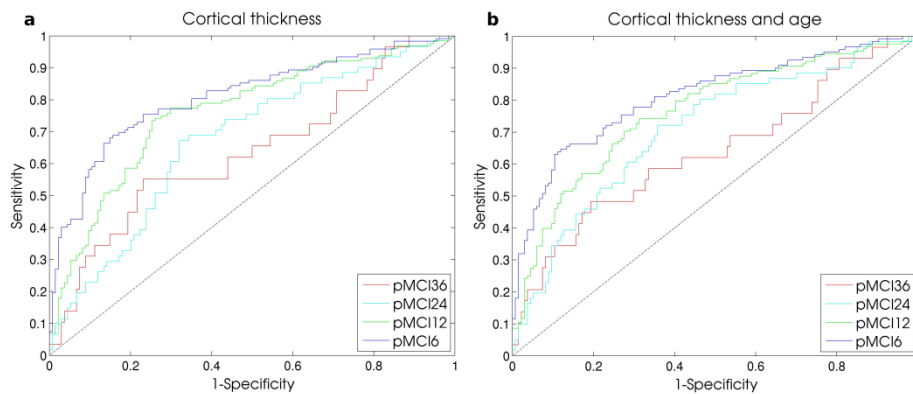 a
Cortical thickness
1
0.9
0.8
0.7
0.6
0.5
0.4
0.3
0.2
0.1
0
Sensitivity
pMCI36
pMCI24
pMCI12
pMCI6
0
0.2
0.4
0.6
0.8
1
1-Specificity
b
Cortical thickness and age
1
0.9
0.8
0.7
0.6
0.5
0.4
0.3
0.2
0.1
0
Sensitivity
pMCI36
pMCI24
pMCI12
pMCI6
0
0.2
0.4
0.6
0.8
1-Specificity